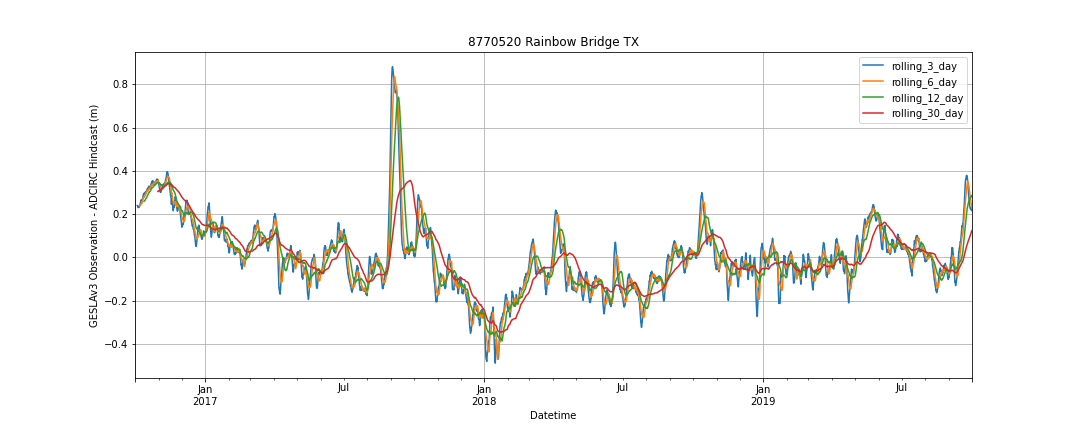 8770520 Rainbow Bridge TX
rolling_3_day
rolling_6_day
rolling_12_day
rolling_30_day
GESLAv3 Observation - ADCIRC Hindcast (m)
0.8
0.6
0.4
0.2
0.0
−0.2
−0.4
Jan
2017
Jul
Jan
2018
Jul
Jan
2019
Jul
Datetime